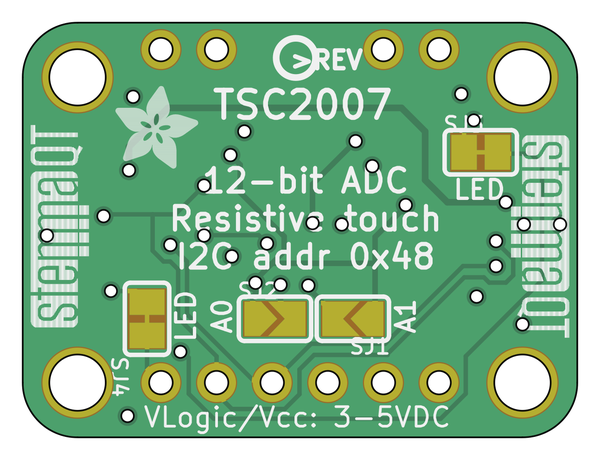 REV
TSC2007
SJ3
LED
12-bit ADC
Resistive touch
I2C addr 0x48
stemmaQT
stemmaQT
SJ2
LED
A0
A1
SJ1
SJ4
VLogic/Vcc: 3-5VDC